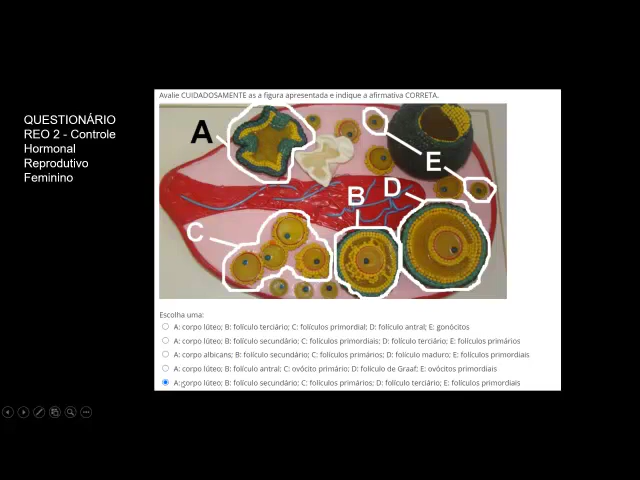 QUESTIONÁRIO
REO 2 - Controle
Hormonal
Reprodutivo
Feminino
Avalie CUIDADOSAMENTE as a figura apresentada e indique a afirmativa CORRETA.
A
E
D
B
C
Escolha uma:
A: corpo lúteo; B: folículo terciário; C: folículos primordial; D: folículo antral; E: gonócitos
A: corpo lúteo; B: folículo secundário; C: folículos primordiais; D: folículo terciário; E: folículos primários
A: corpo albicans; B: folículo secundário; C: folículos primários; D: folículo maduro; E: folículos primordiais
A: corpo lúteo; B: folículo antral; C: ovócito primário; D: folículo de Graaf; E: ovócitos primordiais
A: corpo lúteo; B: folículo secundário; C: folículos primários; D: folículo terciário; E: folículos primordiais